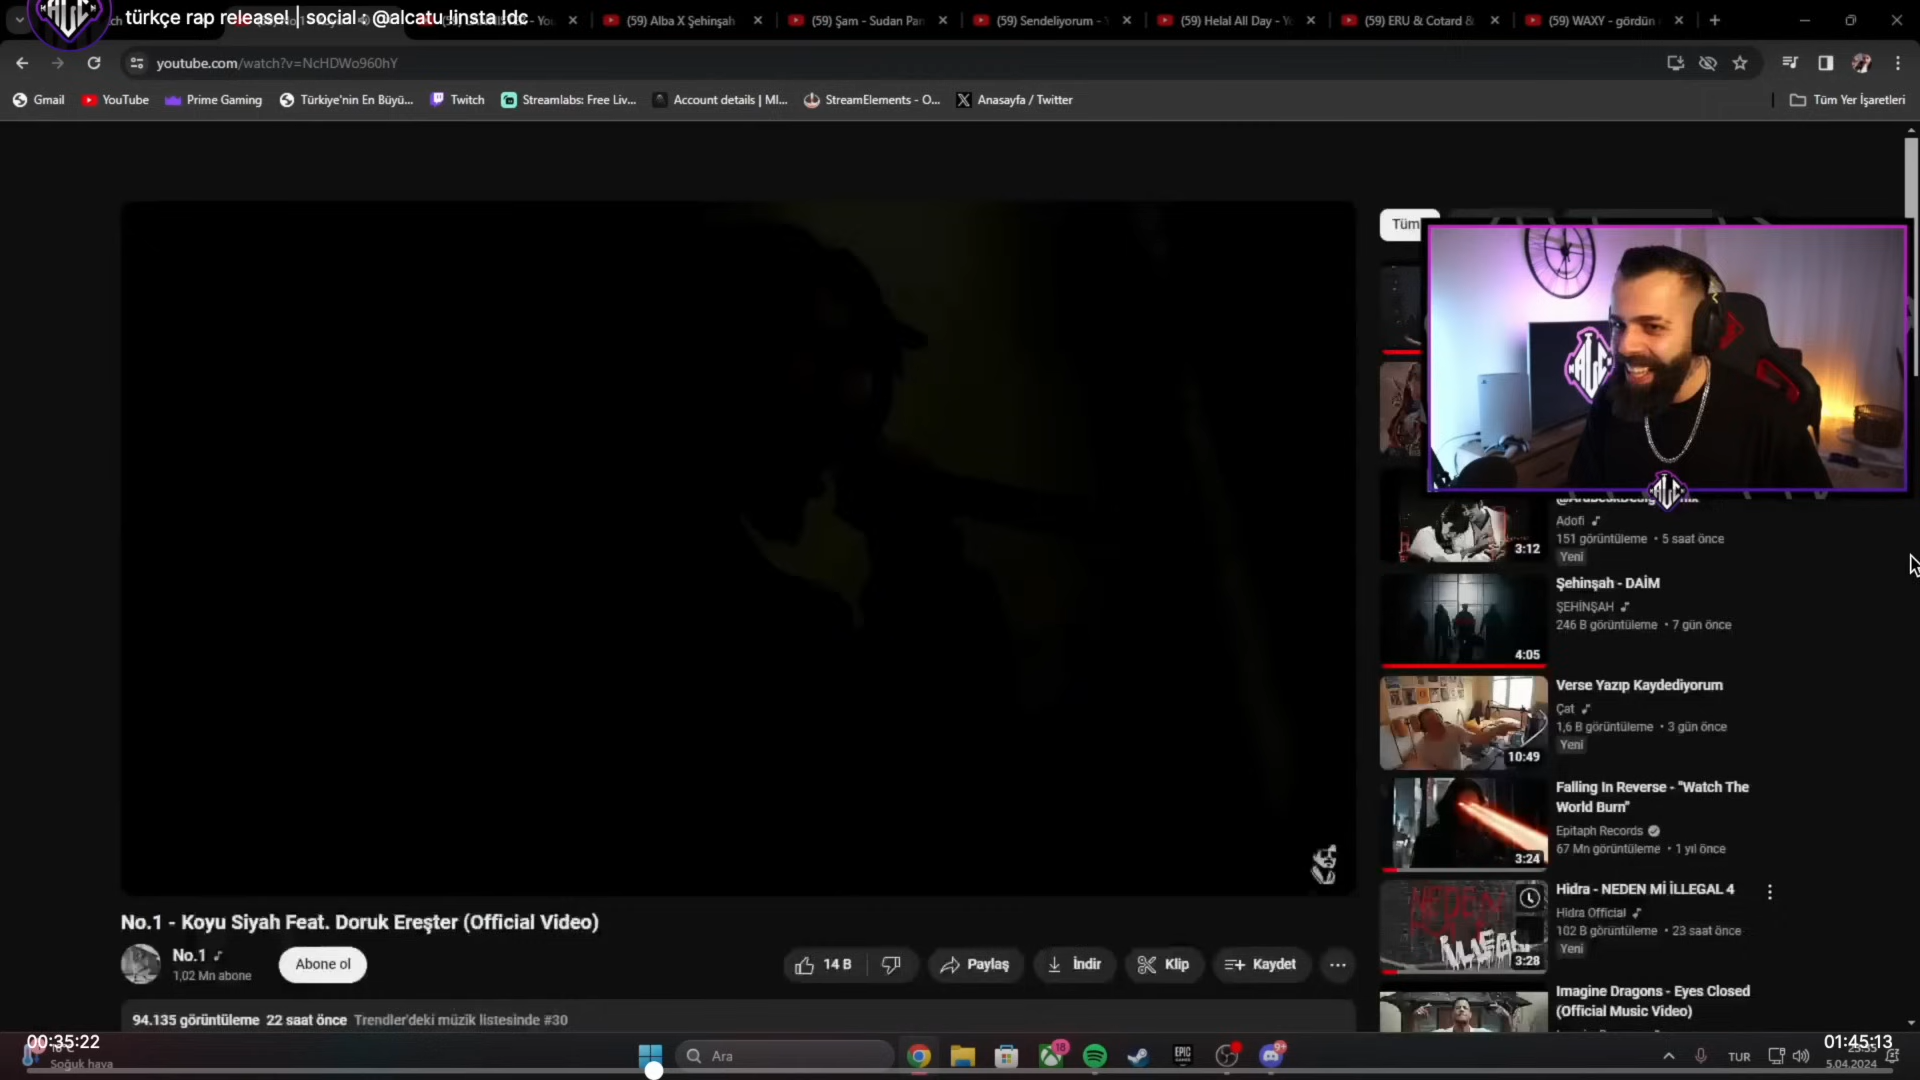 türkçe rap release! | social : @alcatu !insta !dc
(59) Alba X Şehinşah
(59) Şam - Sudan Par
(59) Sendeliyorum -
(59) Helal All Day - Yo
(59) ERU & Cotard &
(59) WAXY - gördün
youtube.com/watch?v=NcHDWo960hY
Gmail
YouTube
Prime Gaming
Türkiye'nin En Büyü...
Twitch
Streamlabs: Free Liv...
Account details | MI...
StreamElements - O...
Anasayfa / Twitter
Tüm Yer İşaretleri
Tüm
ALC
ALC
Adofi
151 görüntüleme • 5 saat önce
Yeni
3:12
Şehinşah - DAİM
ŞEHİNŞAH
246 B görüntüleme • 7 gün önce
4:05
Verse Yazıp Kaydediyorum
Çat
1,6 B görüntüleme • 3 gün önce
Yeni
10:49
Falling In Reverse - "Watch The
World Burn"
Epitaph Records
67 Mn görüntüleme • 1 yıl önce
3:24
Hidra - NEDEN Mİ İLLEGAL 4
Hidra Official
102 B görüntüleme • 23 saat önce
Yeni
3:28
Imagine Dragons - Eyes Closed
(Official Music Video)
No.1 - Koyu Siyah Feat. Doruk Ereşter (Official Video)
No.1
1,02 Mn abone
Abone ol
14 B
Paylaş
İndir
Klip
Kaydet
94.135 görüntüleme 22 saat önce Trendler'deki müzik listesinde #30
00:35:22
Soğuk hava
Ara
18
EPIC
9+
TUR
01:45:13
5.04.2024